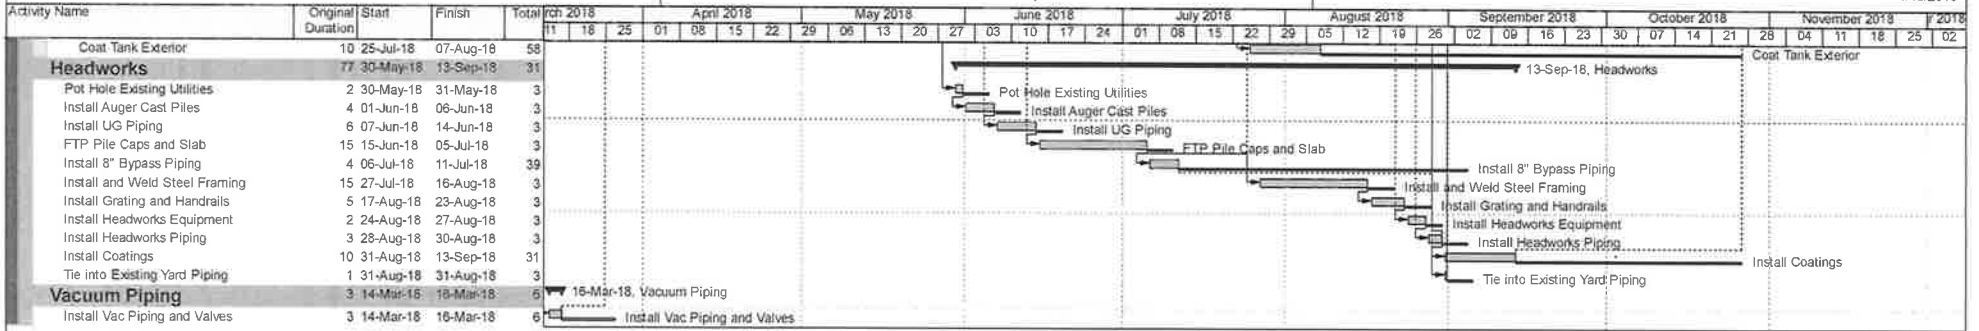 Activity Name Original Duration Start Finish Total
rch 2018 April 2018 May 2018 June 2018 July 2018 August 2018 September 2018 October 2018 November 2018 2018
11 18 25 01 08 15 22 29 06 13 20 27 03 10 17 24 01 08 15 22 29 05 12 19 26 02 09 16 23 30 07 14 21 28 04 11 18 25 02
Coat Tank Exterior 10 25-Jul-18 07-Aug-18 58 Coat Tank Exterior
Headworks 77 30-May-18 13-Sep-18 31 13-Sep-18, Headworks
Pot Hole Existing Utilities 2 30-May-18 31-May-18 3 Pot Hole Existing Utilities
Install Auger Cast Piles 4 01-Jun-18 06-Jun-18 3 Install Auger Cast Piles
Install UG Piping 6 07-Jun-18 14-Jun-18 3 Install UG Piping
FTP Pile Caps and Slab 15 15-Jun-18 05-Jul-18 3 FTP Pile Caps and Slab
Install 8" Bypass Piping 4 06-Jul-18 11-Jul-18 39 Install 8" Bypass Piping
Install and Weld Steel Framing 15 27-Jul-18 16-Aug-18 3 Install and Weld Steel Framing
Install Grating and Handrails 5 17-Aug-18 23-Aug-18 3 Install Grating and Handrails
Install Headworks Equipment 2 24-Aug-18 27-Aug-18 3 Install Headworks Equipment
Install Headworks Piping 3 28-Aug-18 30-Aug-18 3 Install Headworks Piping
Install Coatings 10 31-Aug-18 13-Sep-18 31 Install Coatings
Tie into Existing Yard Piping 1 31-Aug-18 31-Aug-18 3 Tie into Existing Yard Piping
Vacuum Piping 3 14-Mar-18 16-Mar-18 6 16-Mar-18, Vacuum Piping
Install Vac Piping and Valves 3 14-Mar-18 16-Mar-18 6 Install Vac Piping and Valves